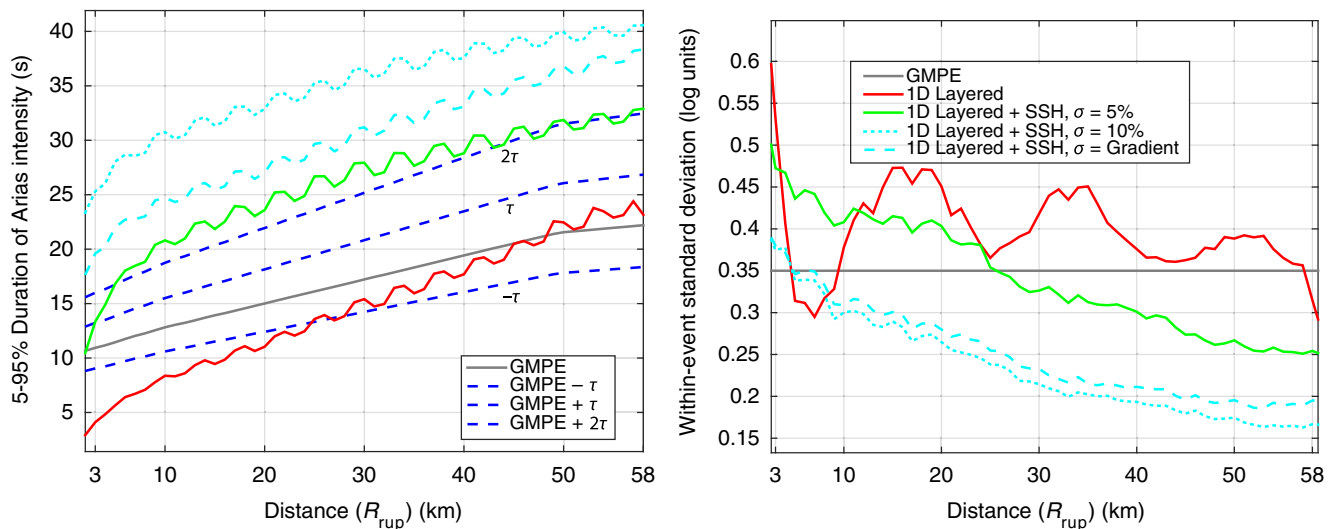 5-95% Duration of Arias intensity (s)
40
35
30
25
20
15
10
5
2τ
τ
−τ
GMPE
GMPE − τ
GMPE + τ
GMPE + 2τ
3 10 20 30 40 50 58
Distance (Rrup) (km)
Within-event standard deviation (log units)
0.6
0.55
0.5
0.45
0.4
0.35
0.3
0.25
0.2
0.15
GMPE
1D Layered
1D Layered + SSH, σ = 5%
1D Layered + SSH, σ = 10%
1D Layered + SSH, σ = Gradient
3 10 20 30 40 50 58
Distance (Rrup) (km)